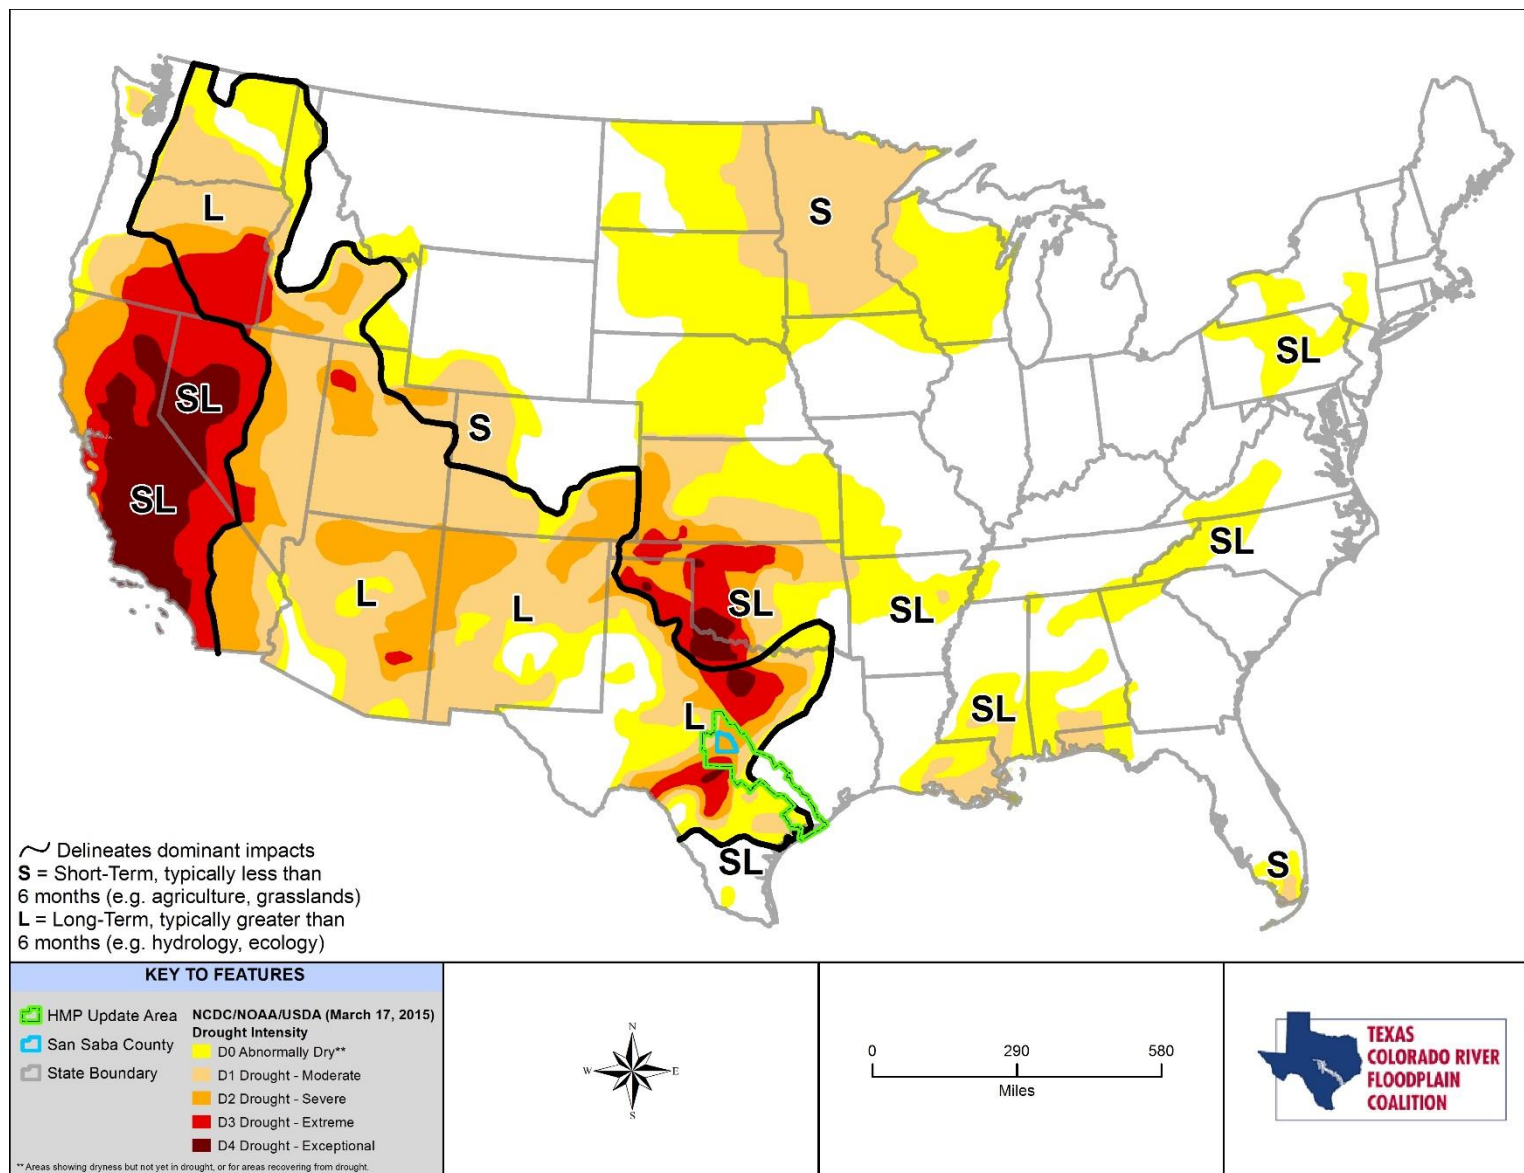 L
S
S
SL
SL
SL
L
L
SL
SL
SL
L
SL
SL
S
Delineates dominant impacts
S = Short-Term, typically less than
6 months (e.g. agriculture, grasslands)
L = Long-Term, typically greater than
6 months (e.g. hydrology, ecology)
KEY TO FEATURES
HMP Update Area
San Saba County
State Boundary
NCDC/NOAA/USDA (March 17, 2015)
Drought Intensity
D0 Abnormally Dry**
D1 Drought - Moderate
D2 Drought - Severe
D3 Drought - Extreme
D4 Drought - Exceptional
** Areas showing dryness but not yet in drought, or for areas recovering from drought.
N
W E
S
0 290 580
Miles
TEXAS
COLORADO RIVER
FLOODPLAIN
COALITION